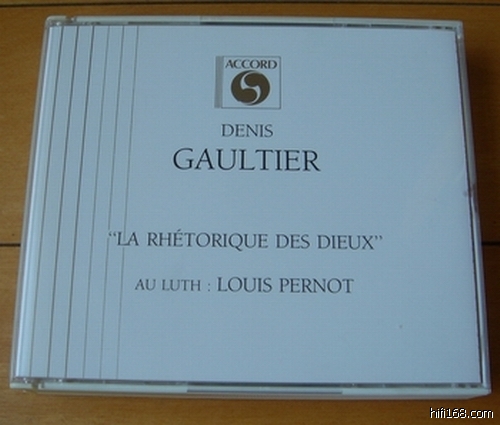 ACCORD
DENIS
GAULTIER
“LA RHÉTORIQUE DES DIEUX”
AU LUTH : LOUIS PERNOT
hifi168.com